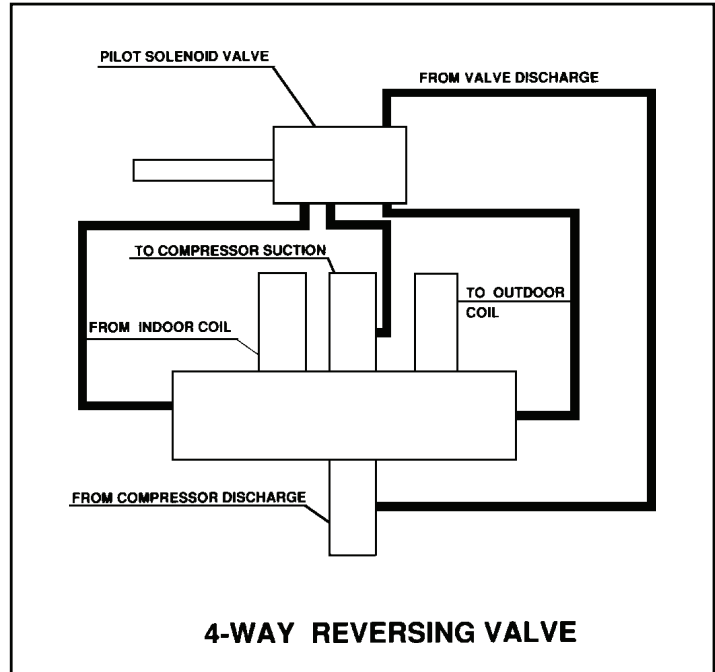 PILOT SOLENOID VALVE
FROM VALVE DISCHARGE
TO COMPRESSOR SUCTION
TO OUTDOOR
COIL
FROM INDOOR COIL
FROM COMPRESSOR DISCHARGE
4-WAY REVERSING VALVE